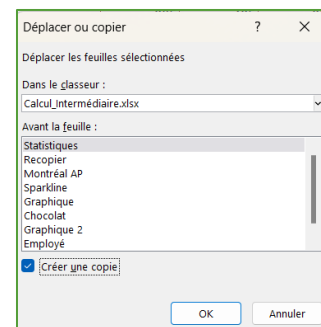 Déplacer ou copier ? ×
Déplacer les feuilles sélectionnées
Dans le classeur :
Calcul_Intermédiaire.xlsx
Avant la feuille :
Statistiques
Recopier
Montréal AP
Sparkline
Graphique
Chocolat
Graphique 2
Employé
Créer une copie
OK Annuler